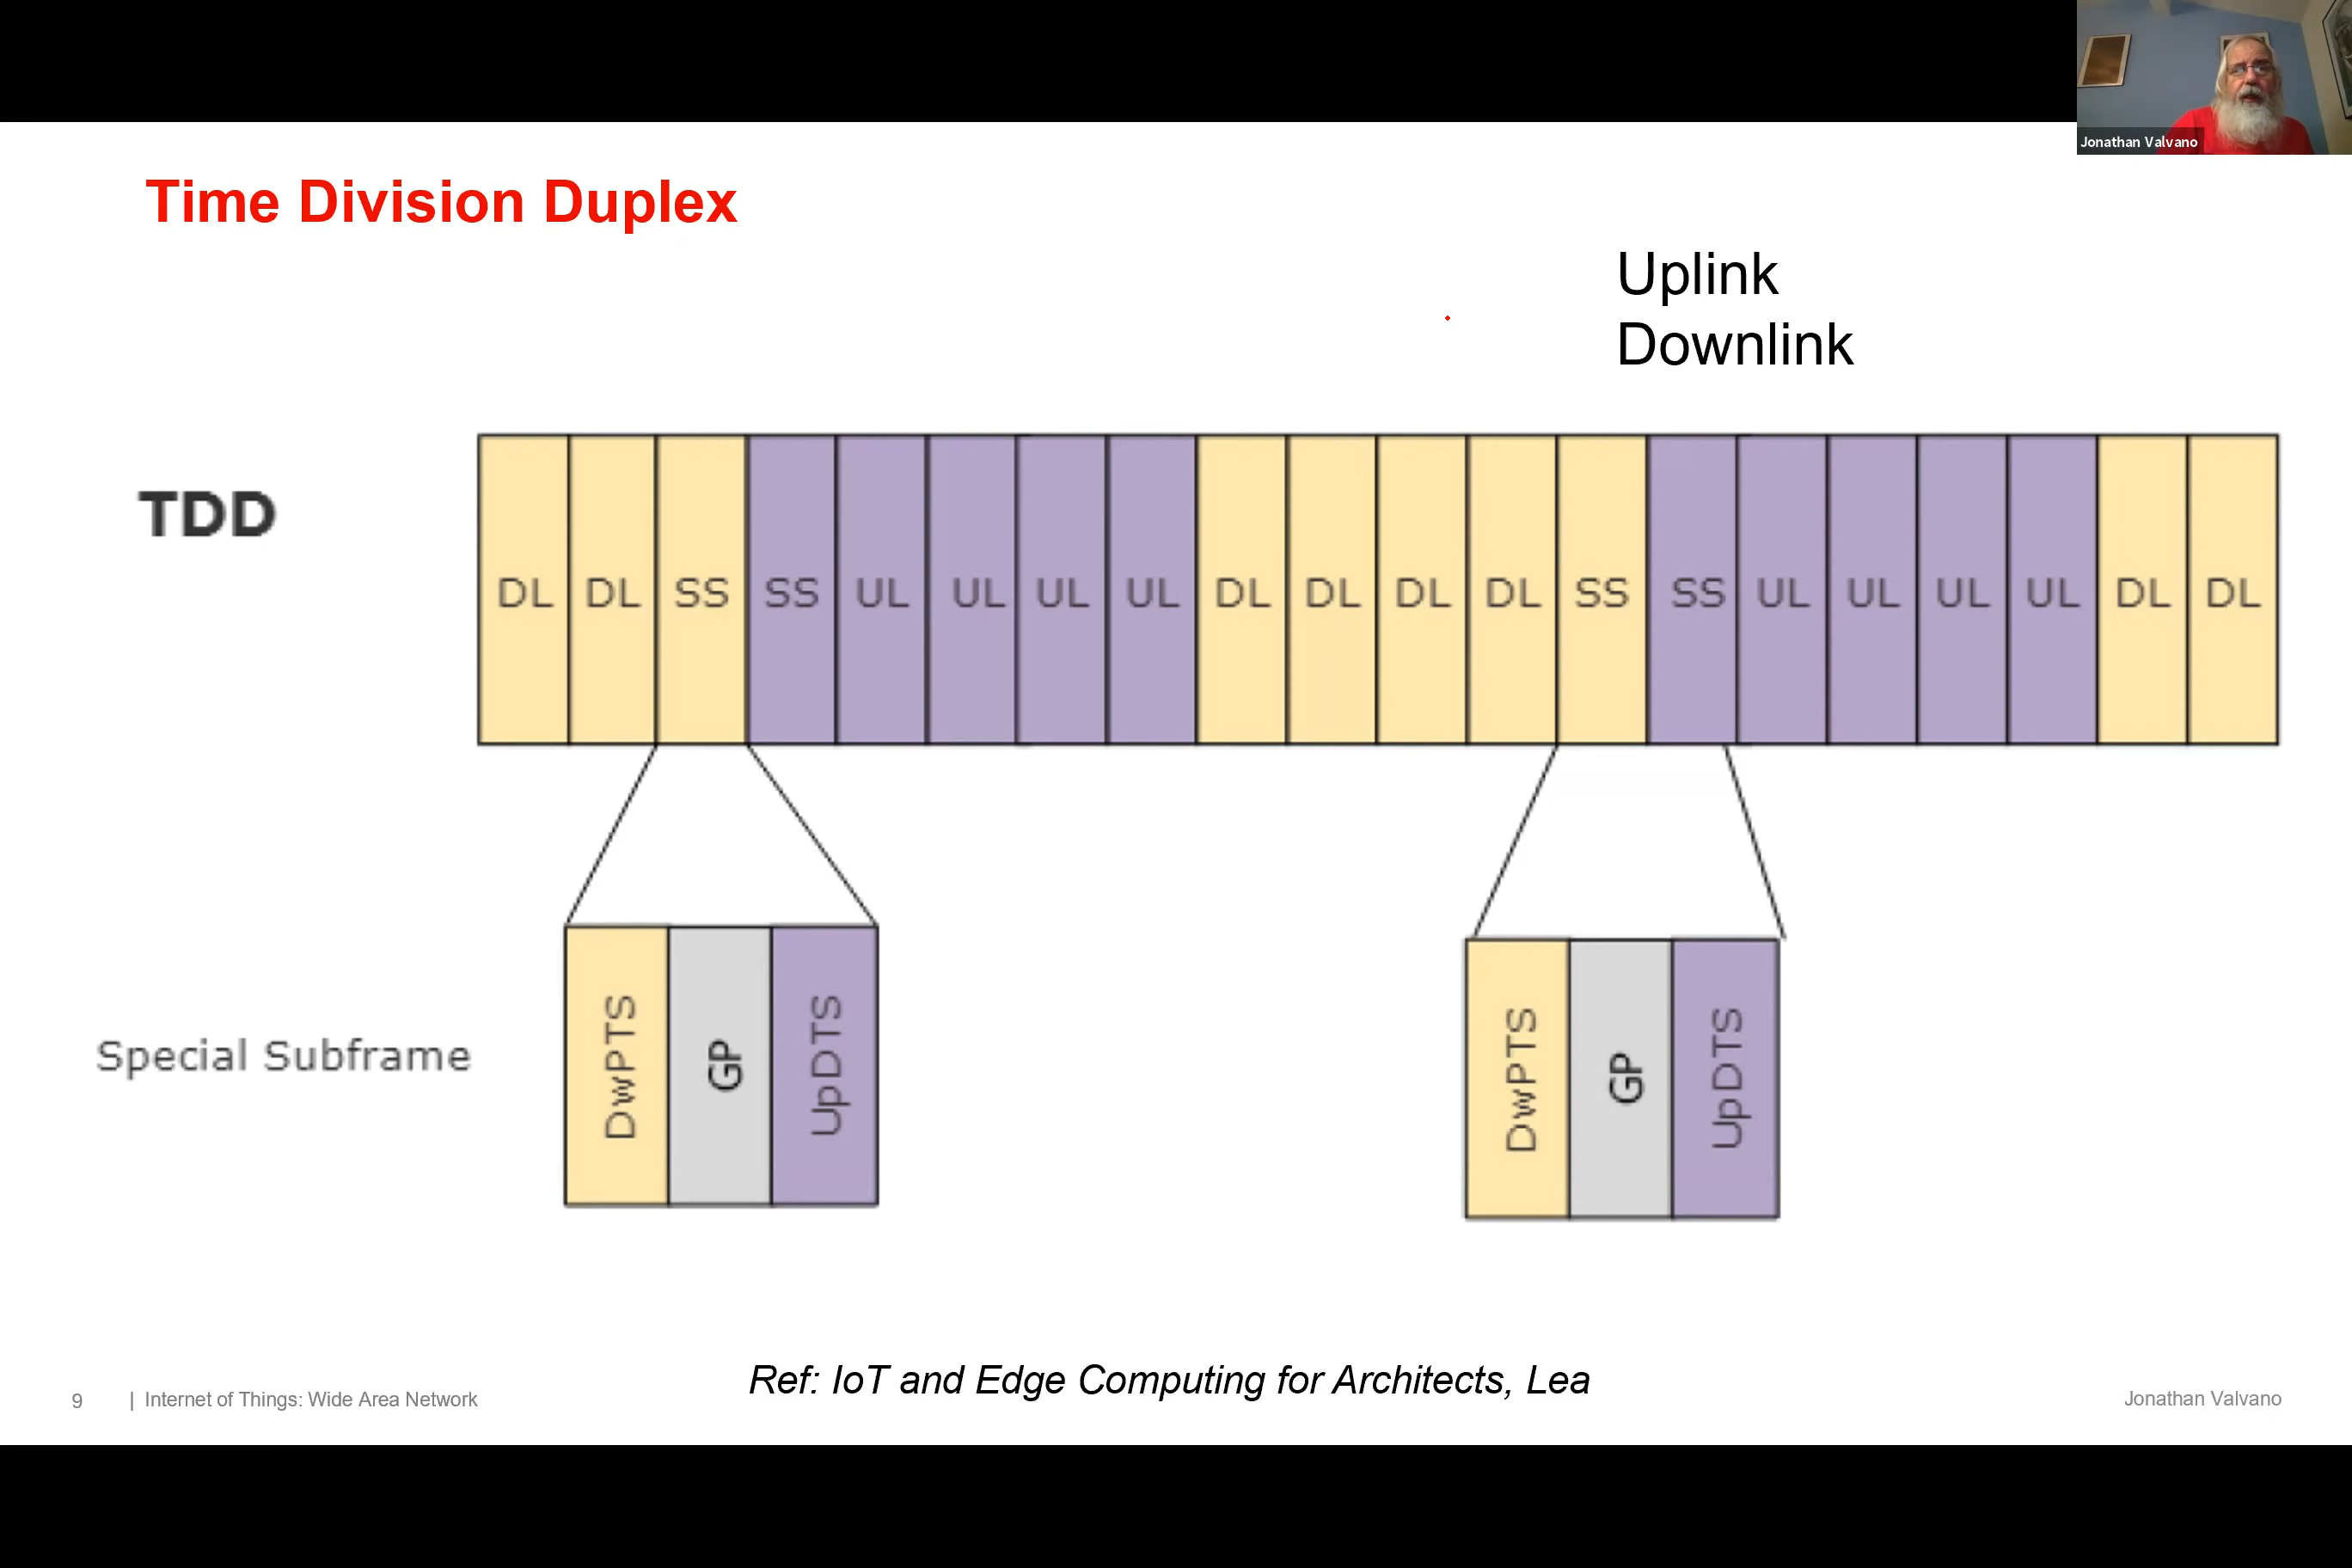 Jonathan Valvano
Time Division Duplex
Uplink
Downlink
TDD
DL DL SS SS UL UL UL UL DL DL DL DL SS SS UL UL UL UL DL DL
Special Subframe
DwPTS GP UpDTS
DwPTS GP UpDTS
Ref: IoT and Edge Computing for Architects, Lea
9 | Internet of Things: Wide Area Network
Jonathan Valvano